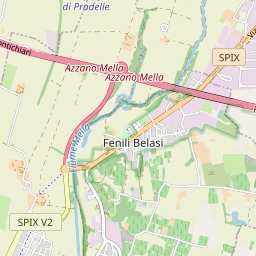 di Pradelle
ontichiari
Azzano Mella
Azzano Mella
SPIX
Fiume Mella
Fenili Belasi
SPIX V2